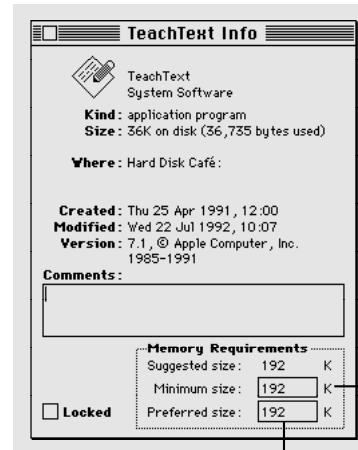 TeachText Info
TeachText
System Software
Kind: application program
Size: 36K on disk (36,735 bytes used)
Where: Hard Disk Café:
Created: Thu 25 Apr 1991, 12:00
Modified: Wed 22 Jul 1992, 10:07
Version: 7.1, © Apple Computer, Inc.
1985-1991
Comments:
Memory Requirements
Suggested size: 192 K
Minimum size: 192 K
Locked Preferred size: 192 K